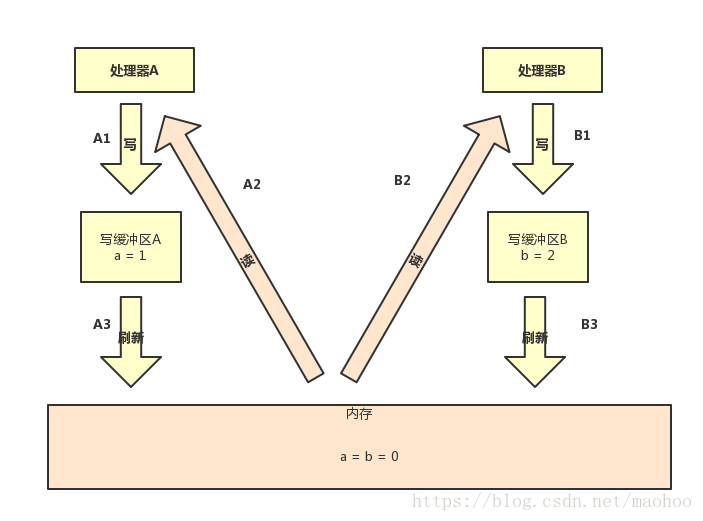 处理器A
处理器B
A1
写
写
B1
A2
B2
写缓冲区A
a = 1
写缓冲区B
b = 2
读
读
A3
刷新
刷新
B3
内存
a = b = 0
https://blog.csdn.net/maohoo